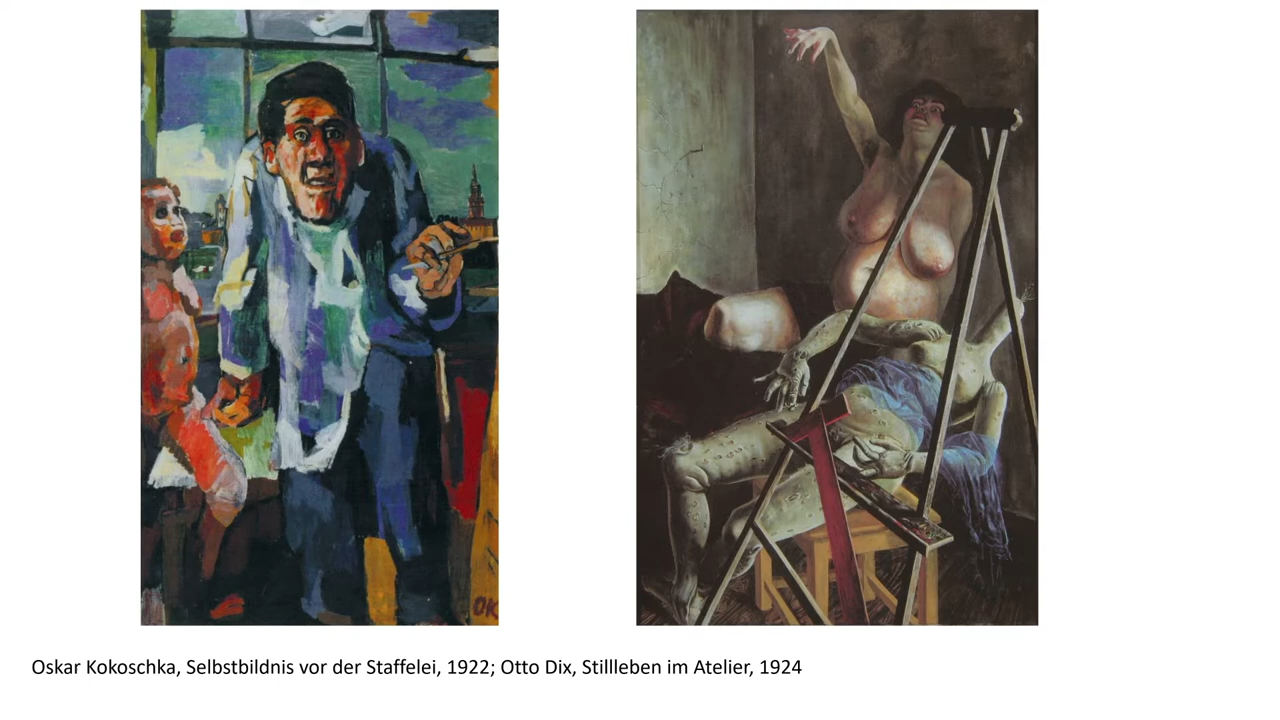 OK
Oskar Kokoschka, Selbstbildnis vor der Staffelei, 1922; Otto Dix, Stillleben im Atelier, 1924